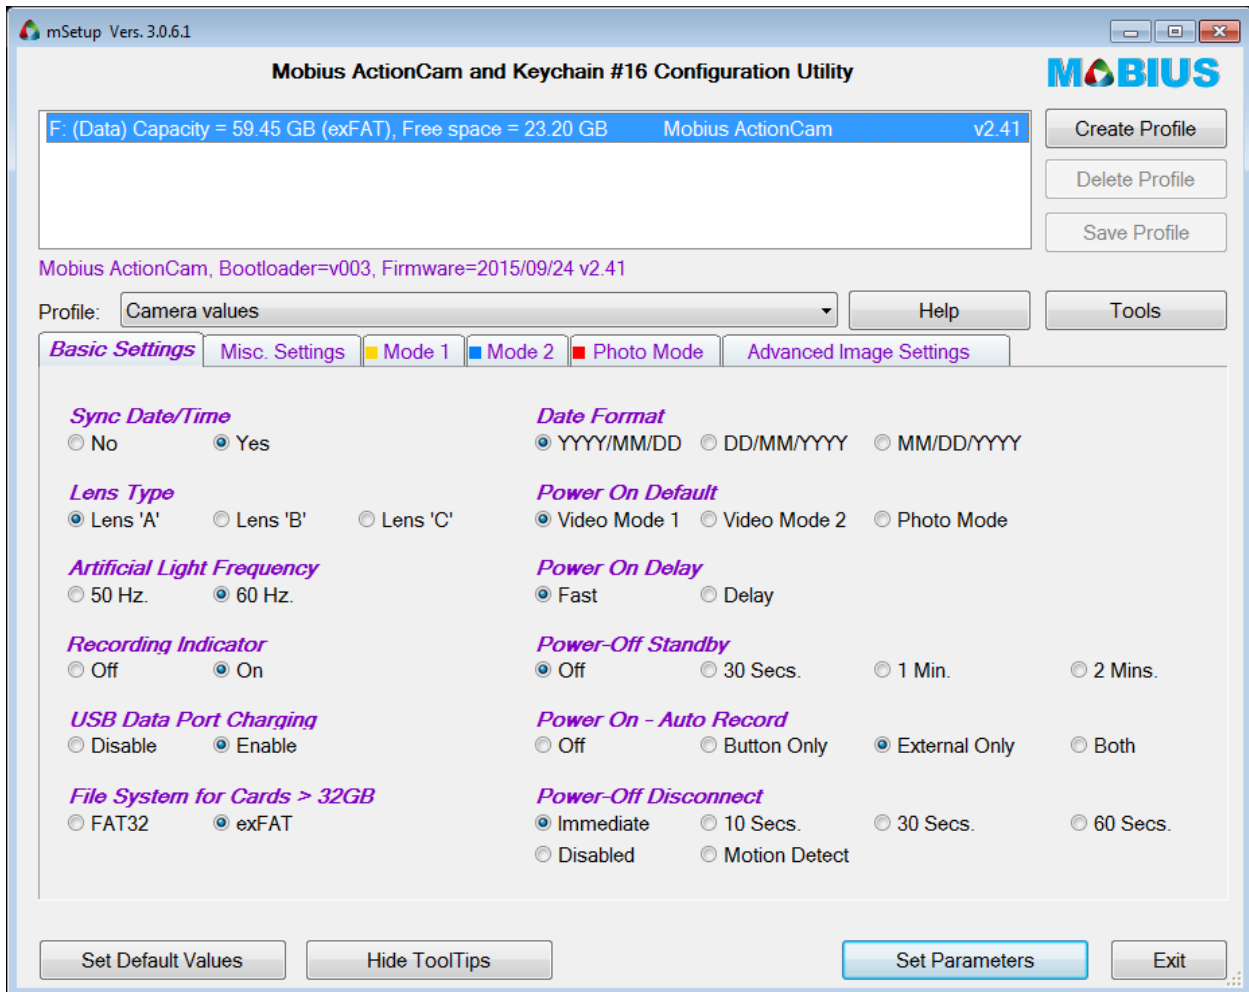 mSetup Vers. 3.0.6.1
Mobius ActionCam and Keychain #16 Configuration Utility
MOBIUS
F: (Data) Capacity = 59.45 GB (exFAT), Free space = 23.20 GB Mobius ActionCam v2.41
Create Profile
Delete Profile
Save Profile
Mobius ActionCam, Bootloader=v003, Firmware=2015/09/24 v2.41
Profile: Camera values Help Tools
Basic Settings Misc. Settings Mode 1 Mode 2 Photo Mode Advanced Image Settings
Sync Date/Time
No Yes
Lens Type
Lens 'A' Lens 'B' Lens 'C'
Artificial Light Frequency
50 Hz. 60 Hz.
Recording Indicator
Off On
USB Data Port Charging
Disable Enable
File System for Cards > 32GB
FAT32 exFAT
Date Format
YYYY/MM/DD DD/MM/YYYY MM/DD/YYYY
Power On Default
Video Mode 1 Video Mode 2 Photo Mode
Power On Delay
Fast Delay
Power-Off Standby
Off 30 Secs. 1 Min. 2 Mins.
Power On - Auto Record
Off Button Only External Only Both
Power-Off Disconnect
Immediate 10 Secs. 30 Secs. 60 Secs.
Disabled Motion Detect
Set Default Values Hide ToolTips Set Parameters Exit